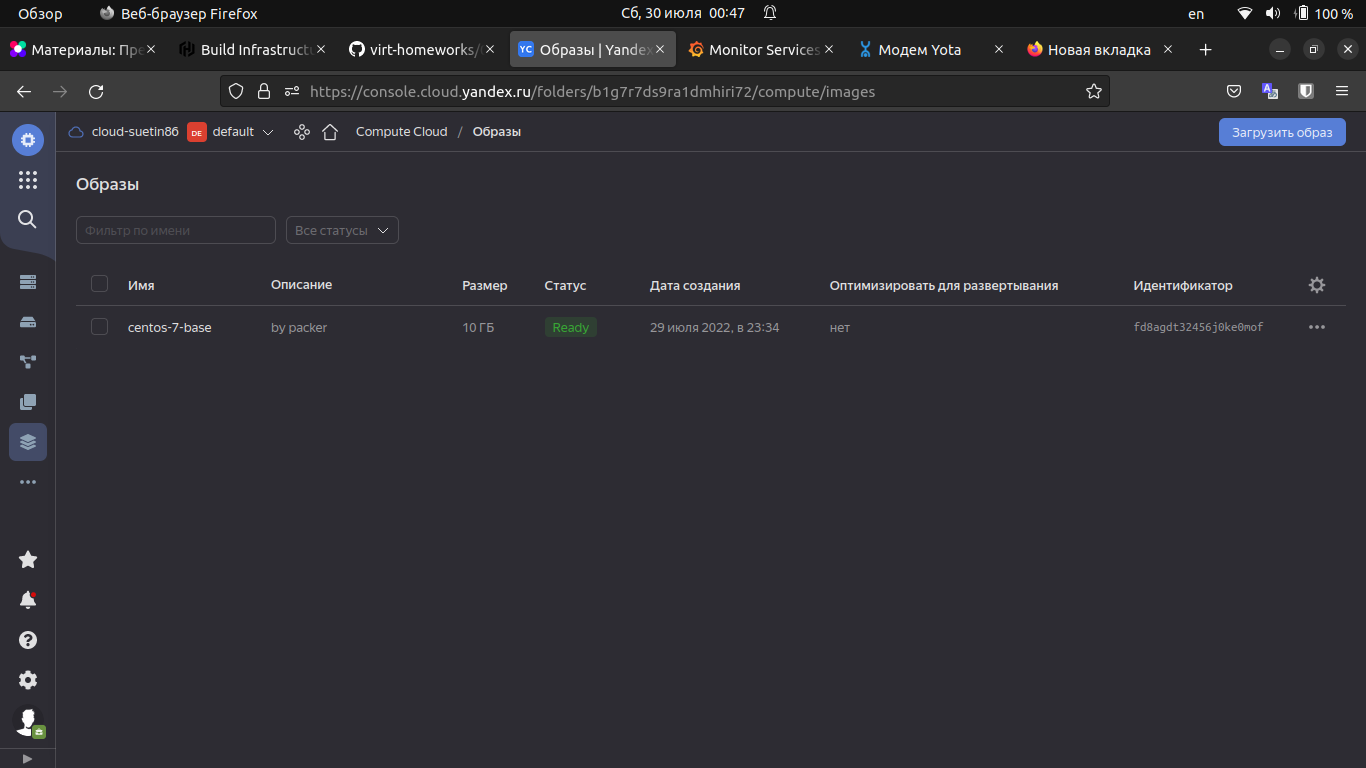 Обзор
Веб-браузер Firefox
Сб, 30 июля 00:47
en
100 %
Материалы: Пре
Build Infrastructu
virt-homeworks/
Образы | Yandex
Monitor Services
Модем Yota
Новая вкладка
https://console.cloud.yandex.ru/folders/b1g7r7ds9ra1dmhiri72/compute/images
cloud-suetin86
DE
default
Compute Cloud / Образы
Загрузить образ
Образы
Фильтр по имени
Все статусы
Имя Описание Размер Статус Дата создания Оптимизировать для развертывания Идентификатор
centos-7-base by packer 10 ГБ Ready 29 июля 2022, в 23:34 нет fd8agdt32456j0ke0mof